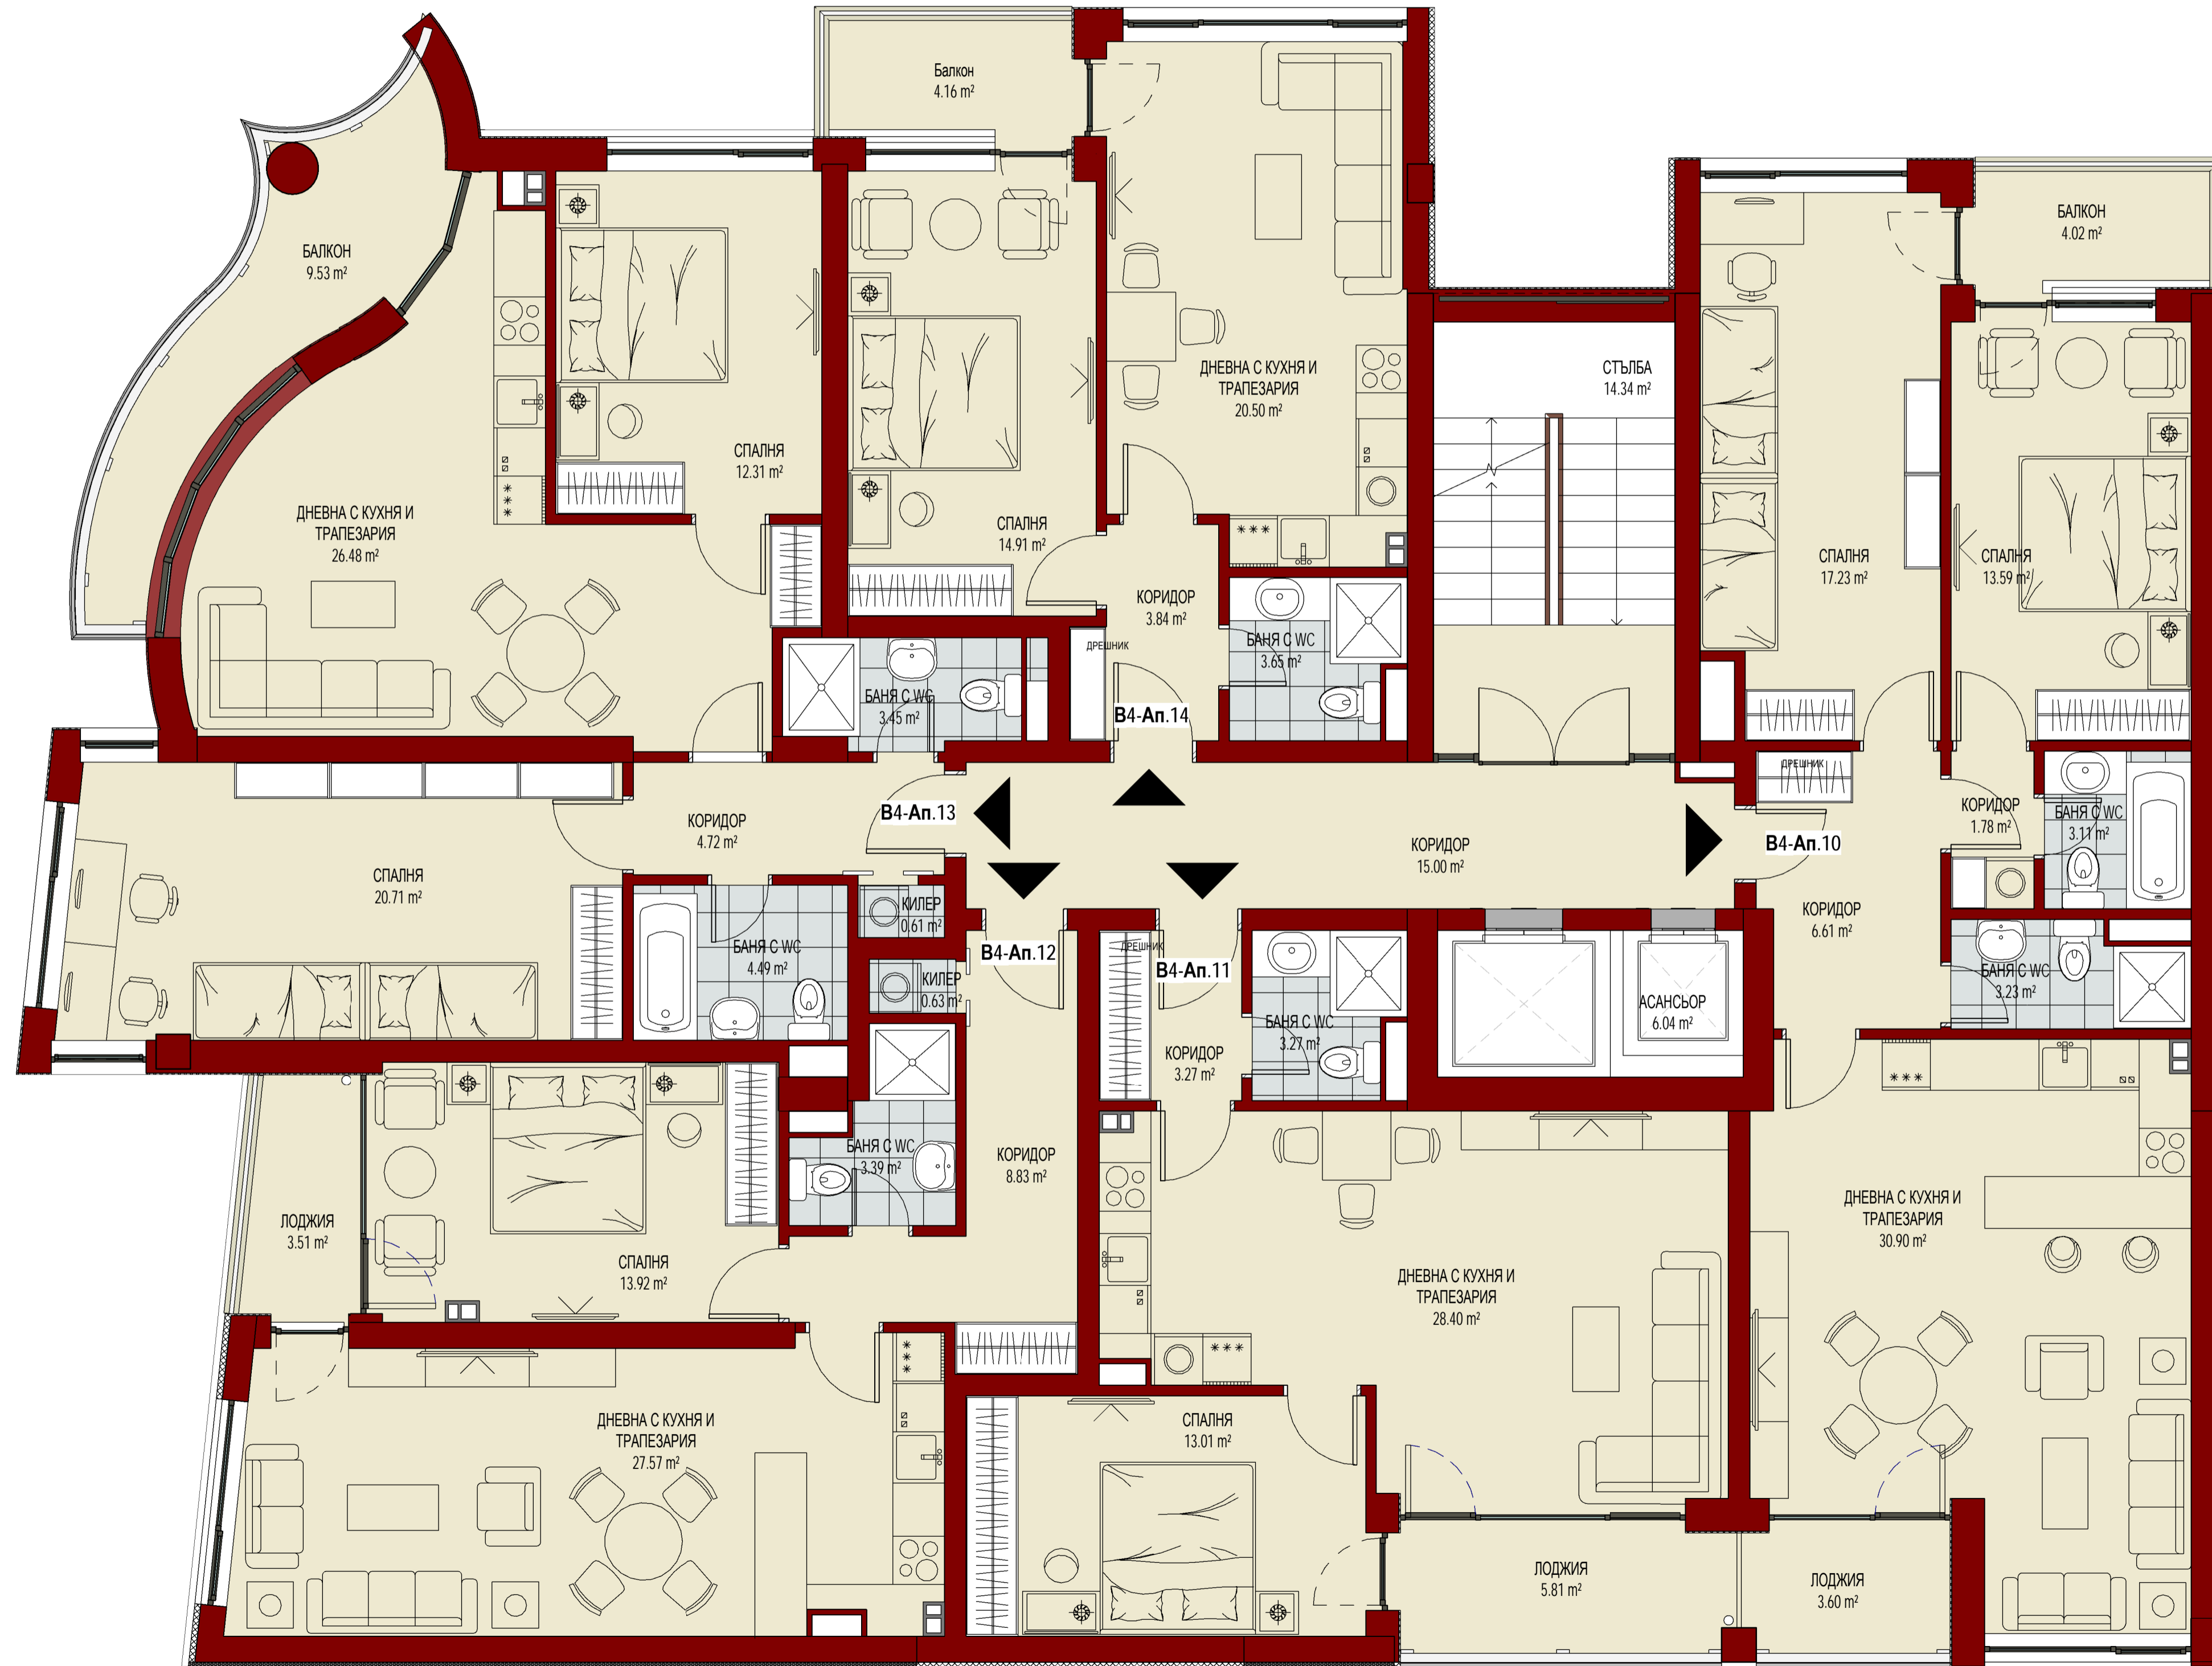 Балкон
4.16 m²
БАЛКОН
9.53 m²
БАЛКОН
4.02 m²
ДНЕВНА С КУХНЯ И
ТРАПЕЗАРИЯ
20.50 m²
СТЪЛБА
14.34 m²
СПАЛНЯ
12.31 m²
ДНЕВНА С КУХНЯ И
ТРАПЕЗАРИЯ
26.48 m²
СПАЛНЯ
14.91 m²
СПАЛНЯ
17.23 m²
СПАЛНЯ
13.59 m²
КОРИДОР
3.84 m²
ДРЕШНИК
БАНЯ С WC
3.65 m²
БАНЯ С WC
3.45 m²
B4-Ап.14
ДРЕШНИК
B4-Ап.13
КОРИДОР
4.72 m²
КОРИДОР
15.00 m²
B4-Ап.10
КОРИДОР
1.78 m²
БАНЯ С WC
3.11 m²
СПАЛНЯ
20.71 m²
КИЛЕР
0.61 m²
КОРИДОР
6.61 m²
БАНЯ С WC
4.49 m²
B4-Ап.12
ДРЕШНИК
B4-Ап.11
КИЛЕР
0.63 m²
БАНЯ С WC
3.23 m²
АСАНСЬОР
6.04 m²
БАНЯ С WC
3.27 m²
КОРИДОР
3.27 m²
БАНЯ С WC
3.39 m²
КОРИДОР
8.83 m²
ЛОДЖИЯ
3.51 m²
СПАЛНЯ
13.92 m²
ДНЕВНА С КУХНЯ И
ТРАПЕЗАРИЯ
28.40 m²
ДНЕВНА С КУХНЯ И
ТРАПЕЗАРИЯ
30.90 m²
ДНЕВНА С КУХНЯ И
ТРАПЕЗАРИЯ
27.57 m²
СПАЛНЯ
13.01 m²
ЛОДЖИЯ
5.81 m²
ЛОДЖИЯ
3.60 m²